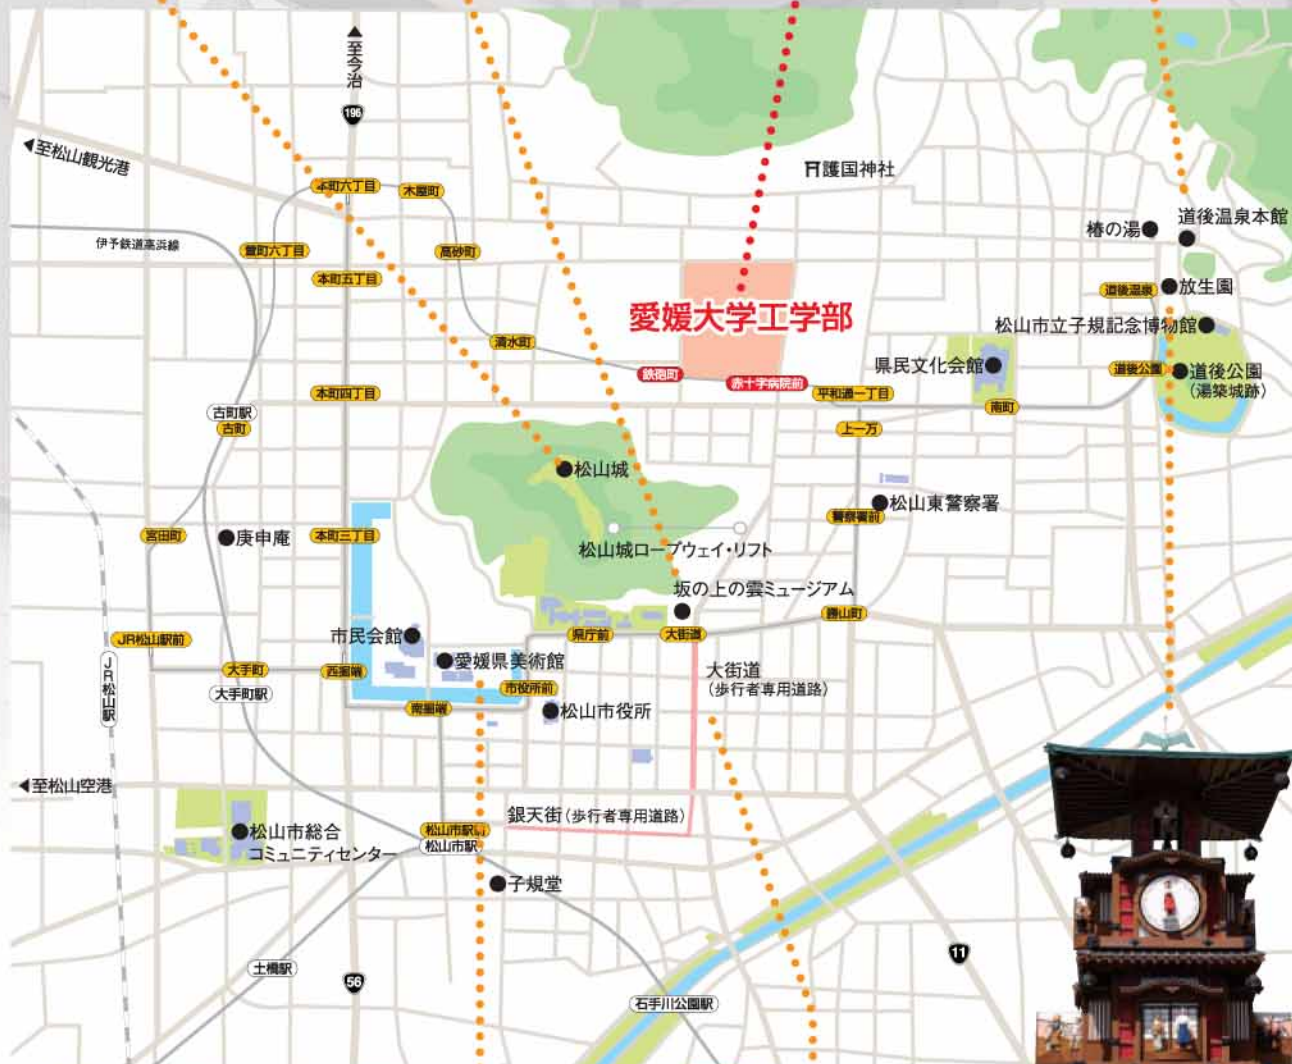 ▲至今治
196
◀至松山観光港
护国神社
本町六丁目
木屋町
道後温泉本館
椿の湯
伊予鉄道高浜線
萱町六丁目
高砂町
本町五丁目
道後温泉
放生園
愛媛大学工学部
松山市立子規記念博物館
清水町
県民文化会館
道後公園
道後公園
(湯築城跡)
鉄砲町
赤十字病院前
平和通一丁目
本町四丁目
南町
古町駅
古町
上一万
松山城
松山東警察署
警察署前
宮田町
庚申庵
本町三丁目
松山城ロープウェイ・リフト
坂の上の雲ミュージアム
勝山町
JR松山駅前
市民会館
県庁前
大街道
大手町
西堀端
愛媛県美術館
大街道
(歩行者専用道路)
JR松山駅
大手町駅
市役所前
南堀端
松山市役所
◀至松山空港
銀天街(歩行者専用道路)
松山市総合
コミュニティセンター
松山市駅前
松山市駅
子規堂
11
土橋駅
56
石手川公園駅